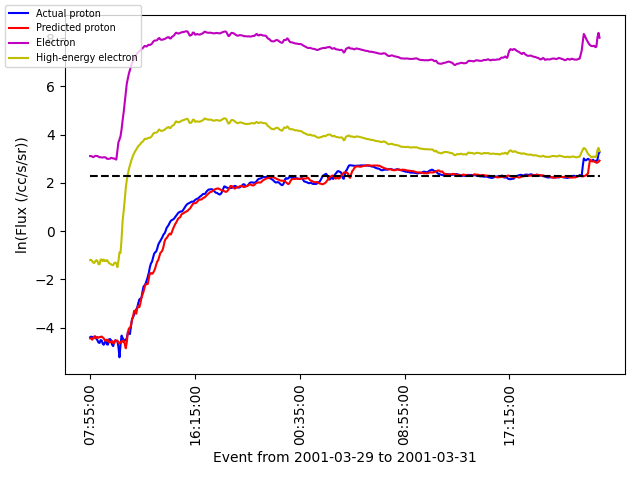 Actual proton
Predicted proton
Electron
High-energy electron
8
6
4
2
0
−2
−4
ln(Flux (/cc/s/sr))
07:55:00
16:15:00
00:35:00
08:55:00
17:15:00
Event from 2001-03-29 to 2001-03-31